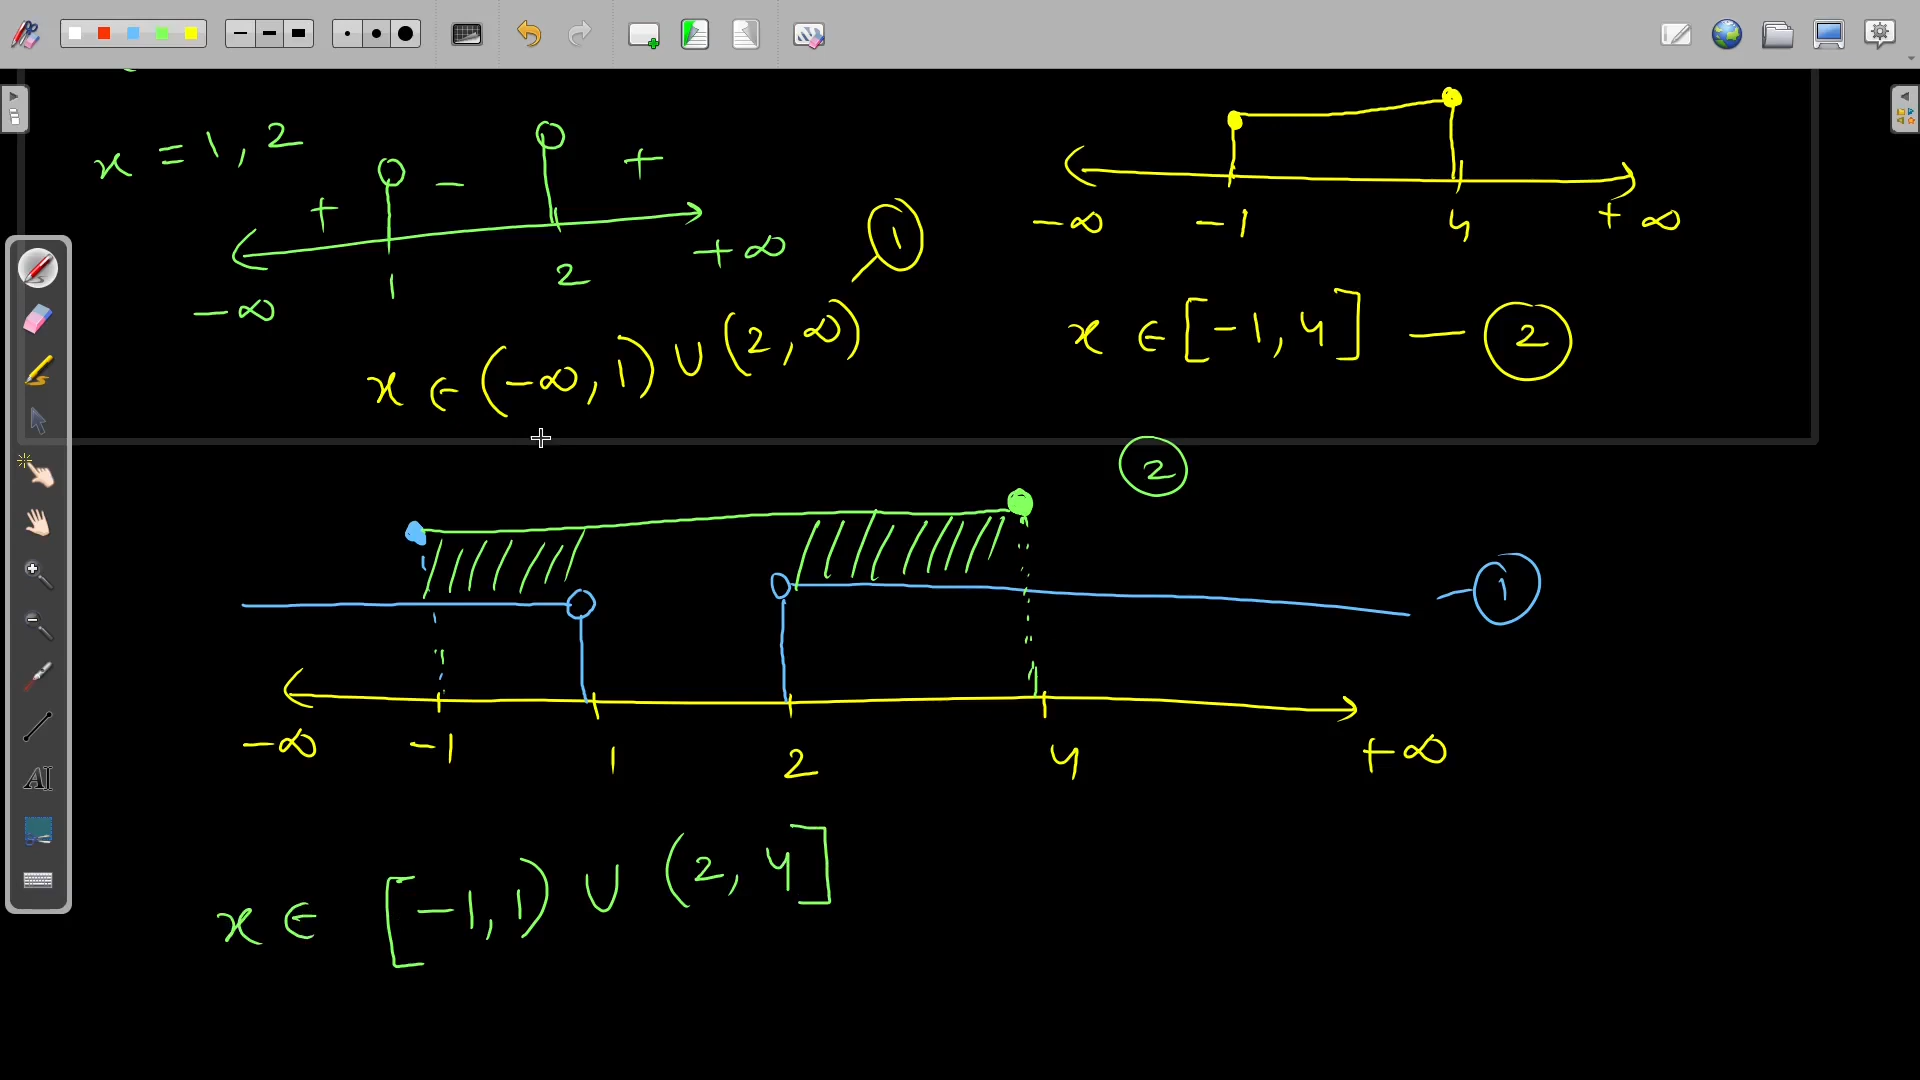 x = 1, 2
+ - +
-∞ 1 2 +∞
①
x ∈ (-∞, 1) ∪ (2, ∞)
-∞ -1 4 +∞
x ∈ [-1, 4] — ②
②
①
-∞ -1 1 2 4 +∞
x ∈ [-1, 1) ∪ (2, 4]